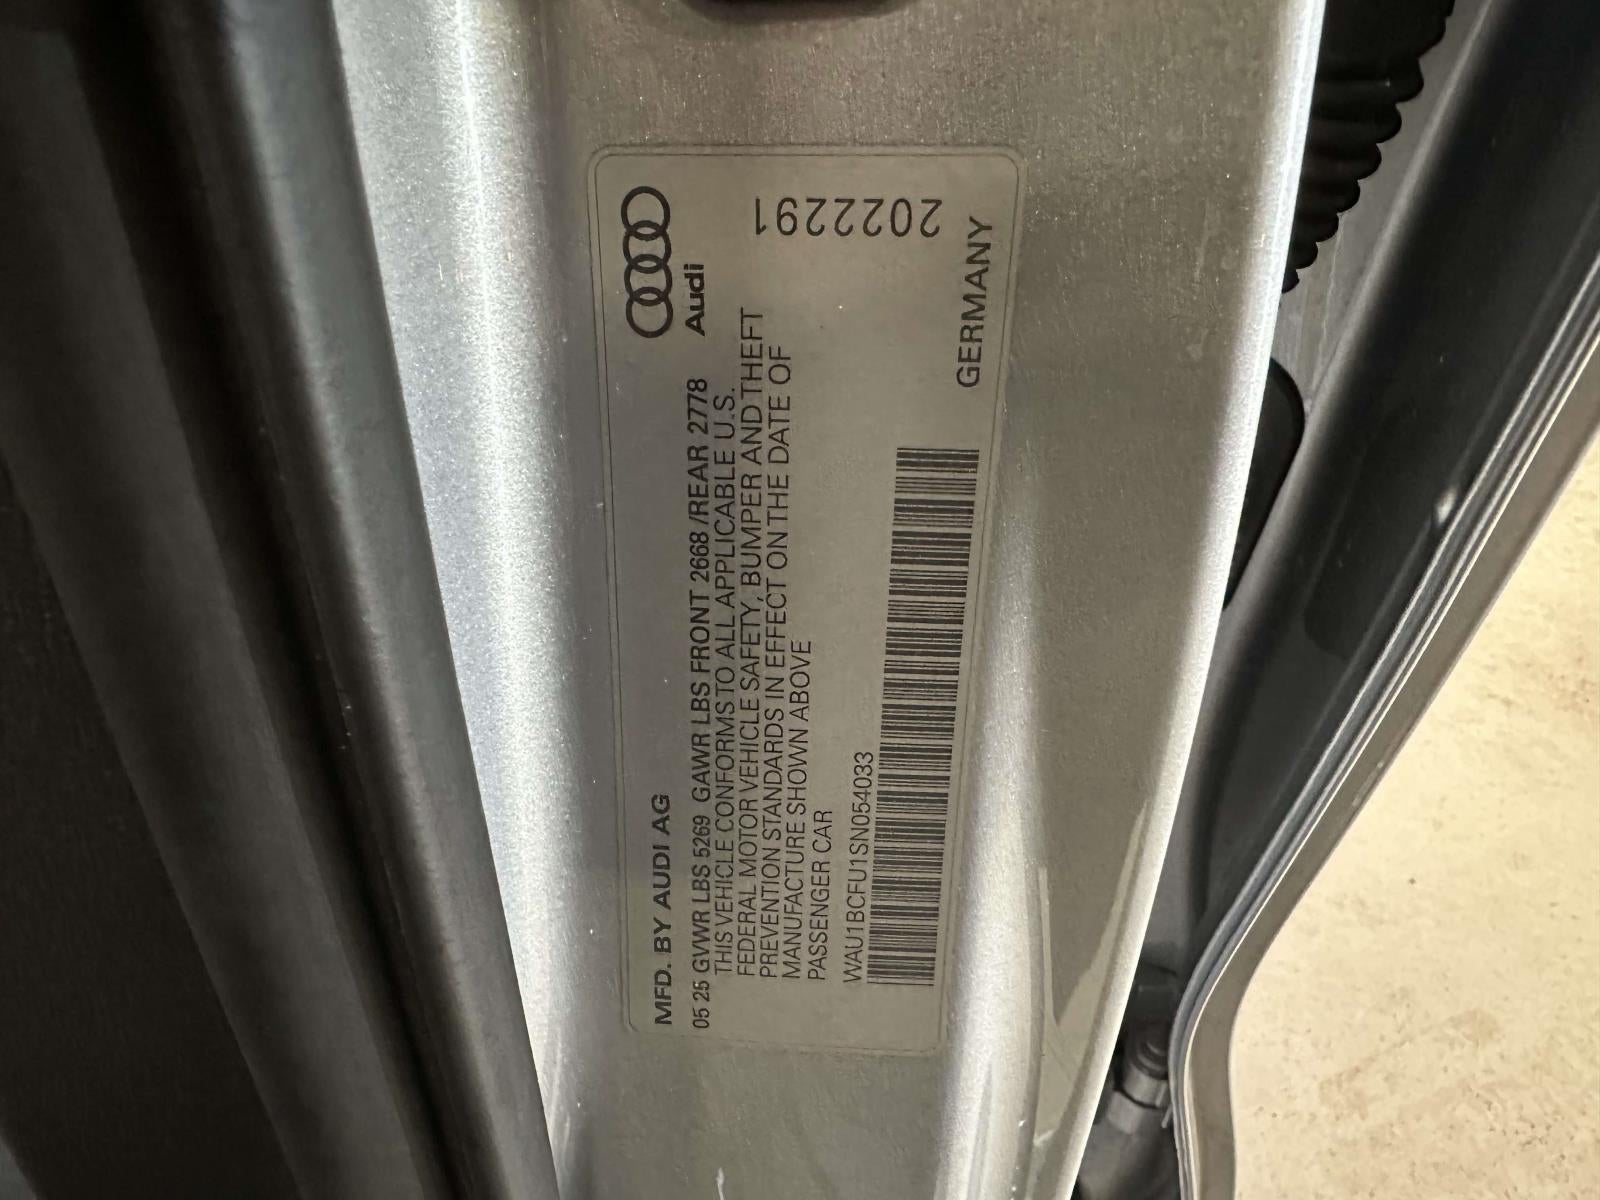 MFD. BY AUDI AG
Audi
05 25 GVWR LBS 5269 GAWR LBS FRONT 2668 /REAR 2778
THIS VEHICLE CONFORMS TO ALL APPLICABLE U.S.
FEDERAL MOTOR VEHICLE SAFETY, BUMPER AND THEFT
PREVENTION STANDARDS IN EFFECT ON THE DATE OF
MANUFACTURE SHOWN ABOVE
PASSENGER CAR
2022291
WAU1BCFU1SN054033
GERMANY